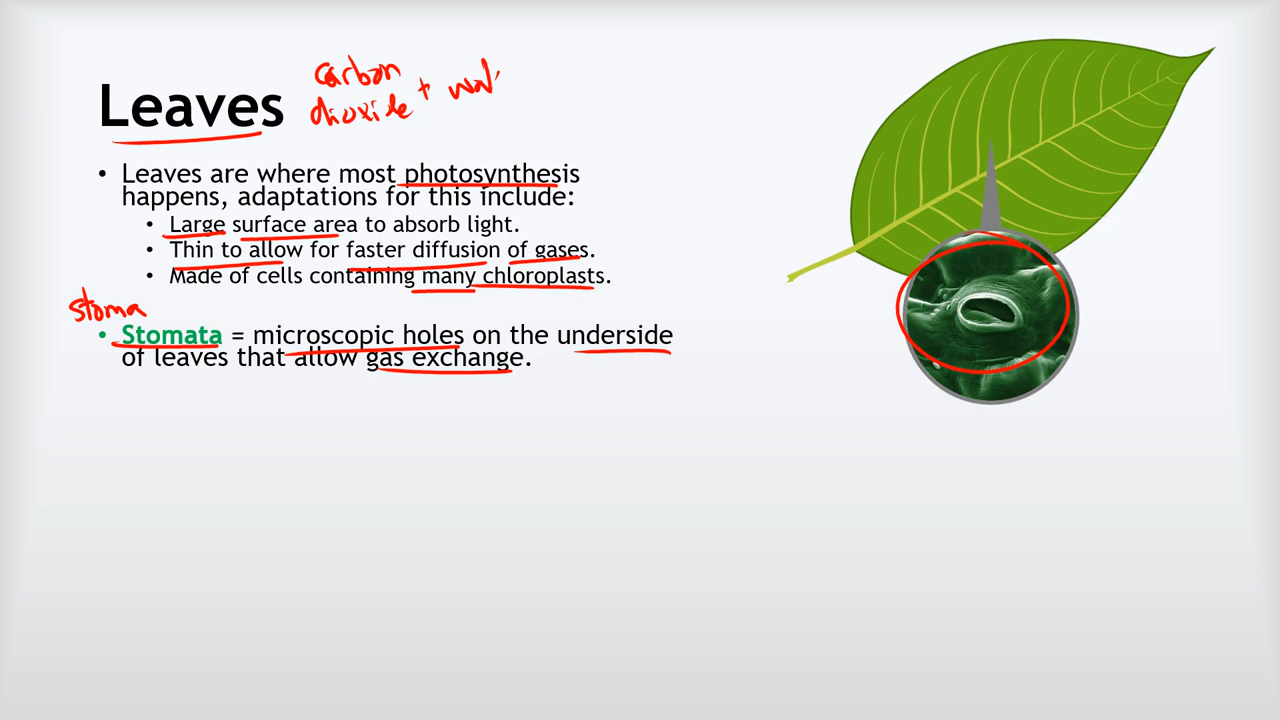 Leaves
carbon
dioxide +
• Leaves are where most photosynthesis
happens, adaptations for this include:
• Large surface area to absorb light.
• Thin to allow for faster diffusion of gases.
• Made of cells containing many chloroplasts.
stoma
• Stomata = microscopic holes on the underside
of leaves that allow gas exchange.